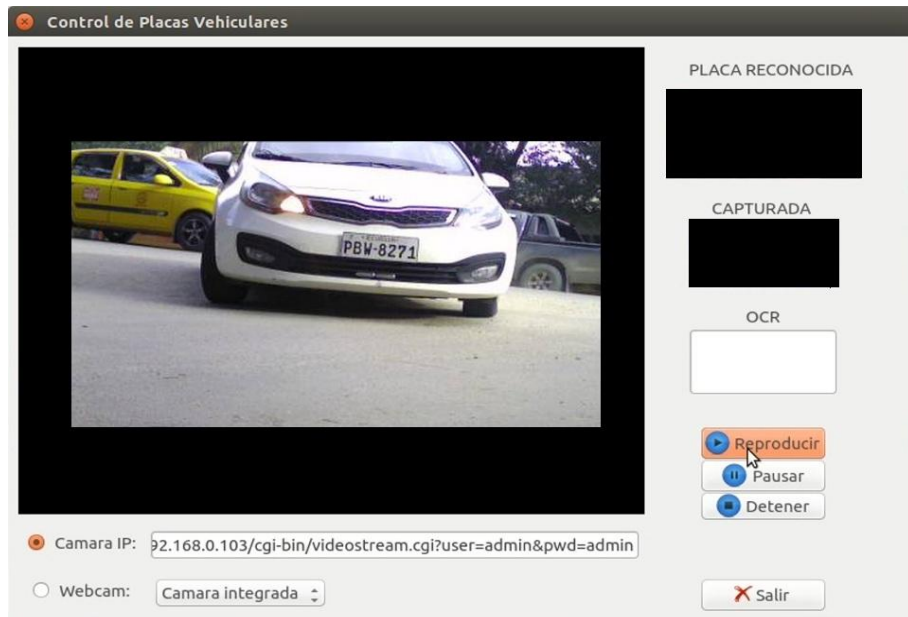 Control de Placas Vehiculares
PLACA RECONOCIDA
CAPTURADA
OCR
ECUADOR
PBW-8271
Reproducir
Pausar
Detener
Camara IP:
92.168.0.103/cgi-bin/videostream.cgi?user=admin&pwd=admin
Webcam:
Camara integrada
Salir